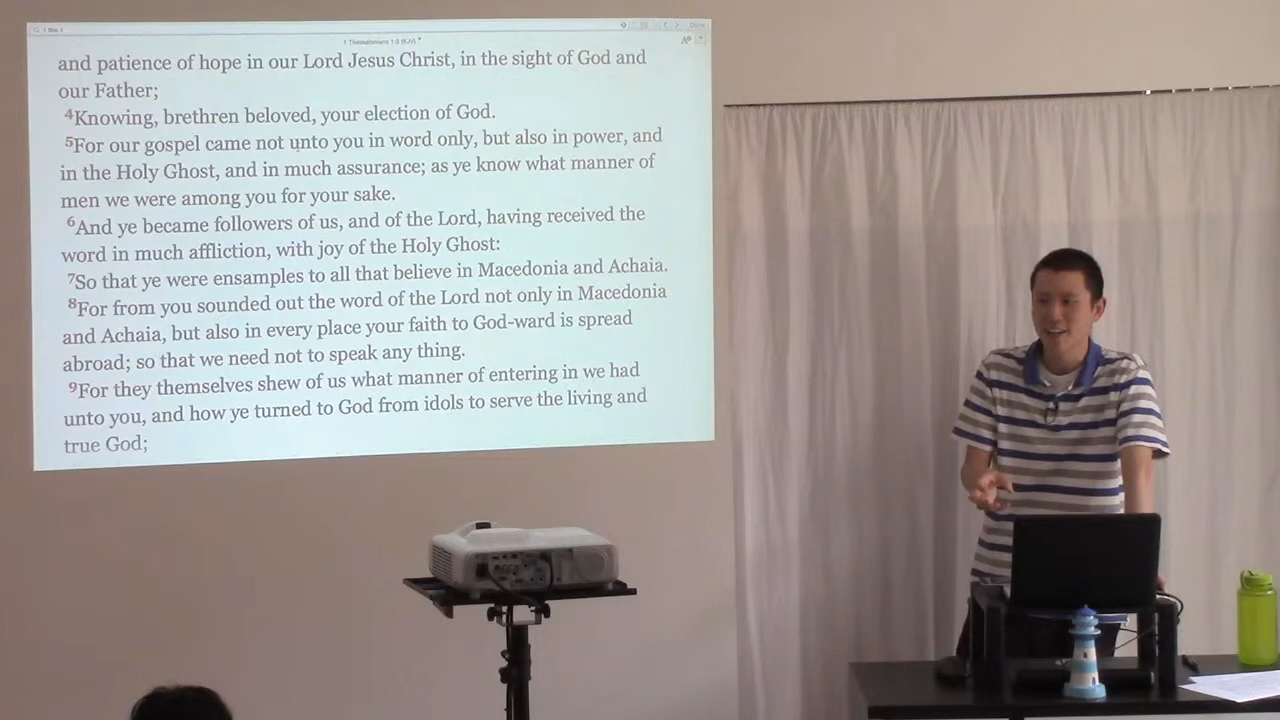 1 Thessalonians 1:3 (KJV)
and patience of hope in our Lord Jesus Christ, in the sight of God and
our Father;
4Knowing, brethren beloved, your election of God.
5For our gospel came not unto you in word only, but also in power, and
in the Holy Ghost, and in much assurance; as ye know what manner of
men we were among you for your sake.
6And ye became followers of us, and of the Lord, having received the
word in much affliction, with joy of the Holy Ghost:
7So that ye were ensamples to all that believe in Macedonia and Achaia.
8For from you sounded out the word of the Lord not only in Macedonia
and Achaia, but also in every place your faith to God-ward is spread
abroad; so that we need not to speak any thing.
9For they themselves shew of us what manner of entering in we had
unto you, and how ye turned to God from idols to serve the living and
true God;